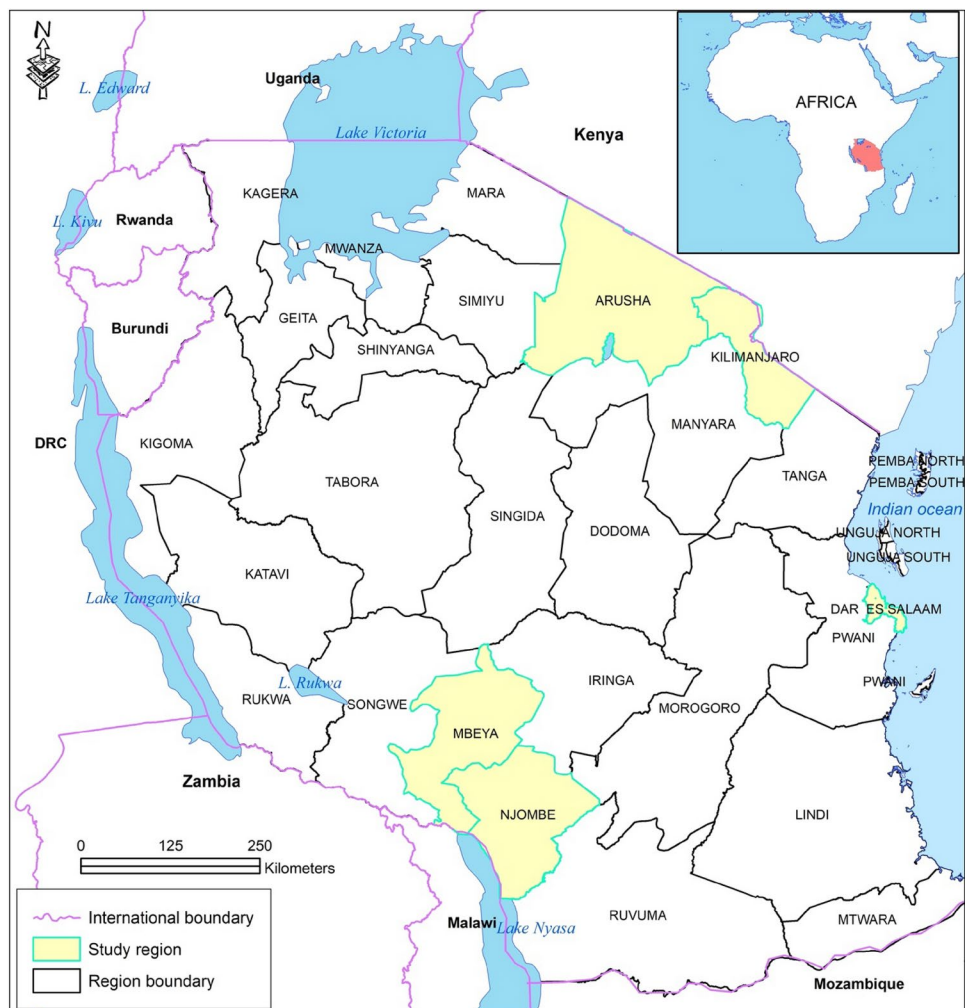 N
Uganda
L. Edward
Lake Victoria
Kenya
AFRICA
KAGERA
MARA
L. Kivu
Rwanda
MWANZA
SIMIYU
ARUSHA
GEITA
Burundi
SHINYANGA
KILIMANJARO
MANYARA
DRC
KIGOMA
TABORA
SINGIDA
DODOMA
TANGA
PEMBA NORTH
PEMBA SOUTH
Indian ocean
UNGUJA NORTH
UNGUJA SOUTH
KATAVI
Lake Tanganyika
DAR ES SALAAM
PWANI
PWANI
L. Rukwa
RUKWA
SONGWE
IRINGA
MOROGORO
MBEYA
Zambia
NJOMBE
LINDI
0 125 250
Kilometers
RUVUMA
MTWARA
Malawi
Lake Nyasa
Mozambique
International boundary
Study region
Region boundary